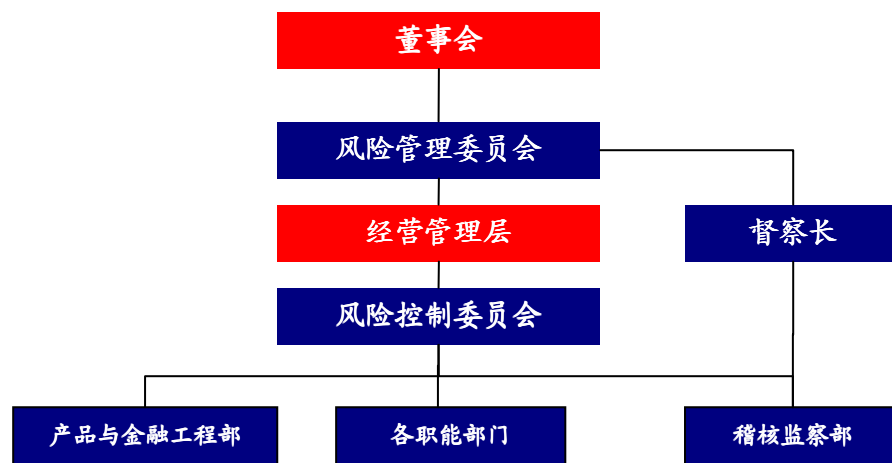 董事会
风险管理委员会
经营管理层
督察长
风险控制委员会
产品与金融工程部
各职能部门
稽核监察部